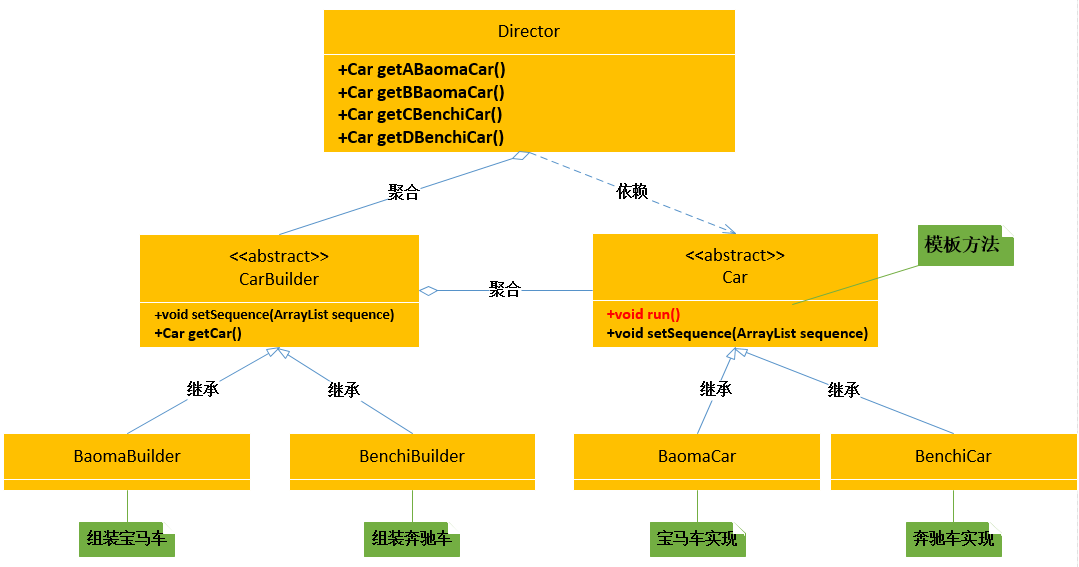 Director
+Car getABaomaCar()
+Car getBBaomaCar()
+Car getCBenchiCar()
+Car getDBenchiCar()
聚合
依赖
模板方法
<<abstract>>
CarBuilder
+void setSequence(ArrayList sequence)
+Car getCar()
聚合
<<abstract>>
Car
+void run()
+void setSequence(ArrayList sequence)
继承
继承
继承
继承
BaomaBuilder
BenchiBuilder
BaomaCar
BenchiCar
组装宝马车
组装奔驰车
宝马车实现
奔驰车实现